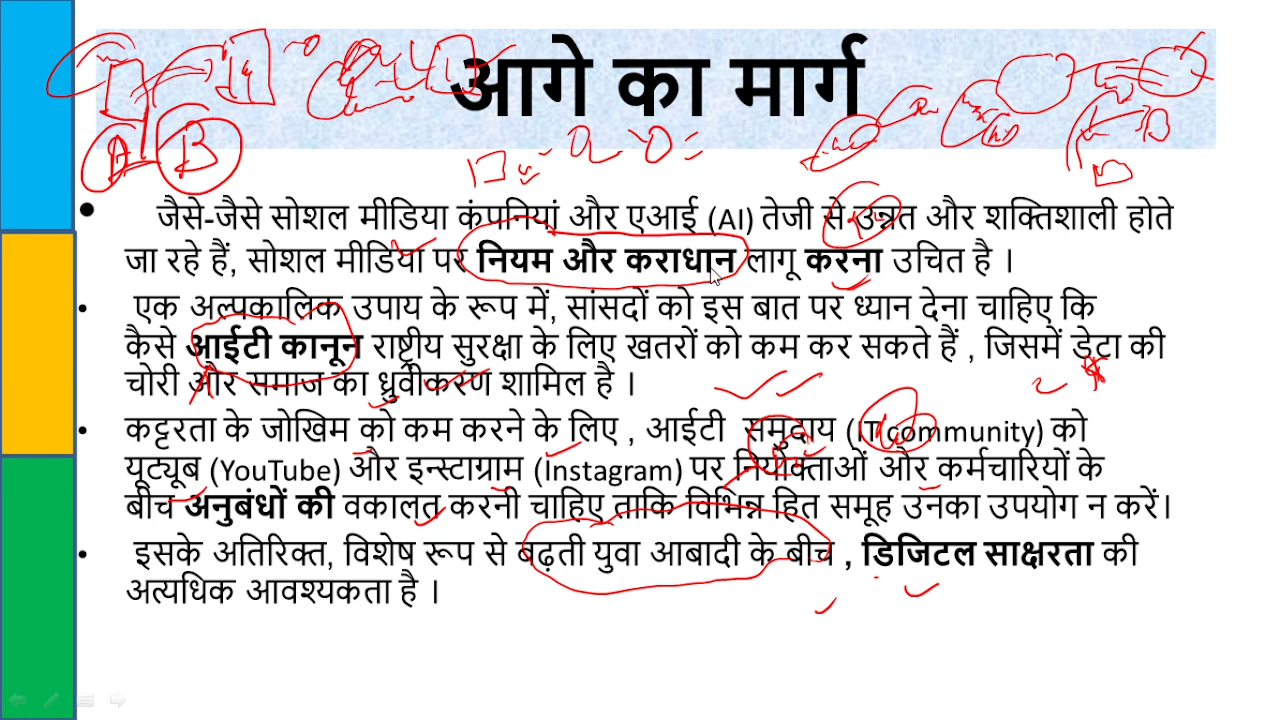 आगे का मार्ग
A B
• जैसे-जैसे सोशल मीडिया कंपनियां और एआई (AI) तेजी से उन्नत और शक्तिशाली होते
जा रहे हैं, सोशल मीडिया पर नियम और कराधान लागू करना उचित है ।
• एक अल्पकालिक उपाय के रूप में, सांसदों को इस बात पर ध्यान देना चाहिए कि
कैसे आईटी कानून राष्ट्रीय सुरक्षा के लिए खतरों को कम कर सकते हैं , जिसमें डेटा की
चोरी और समाज का ध्रुवीकरण शामिल है ।
• कट्टरता के जोखिम को कम करने के लिए , आईटी समुदाय (IT community) को
यूट्यूब (YouTube) और इन्स्टाग्राम (Instagram) पर नियोक्ताओं और कर्मचारियों के
बीच अनुबंधों की वकालत करनी चाहिए ताकि विभिन्न हित समूह उनका उपयोग न करें।
• इसके अतिरिक्त, विशेष रूप से बढ़ती युवा आबादी के बीच , डिजिटल साक्षरता की
अत्यधिक आवश्यकता है ।